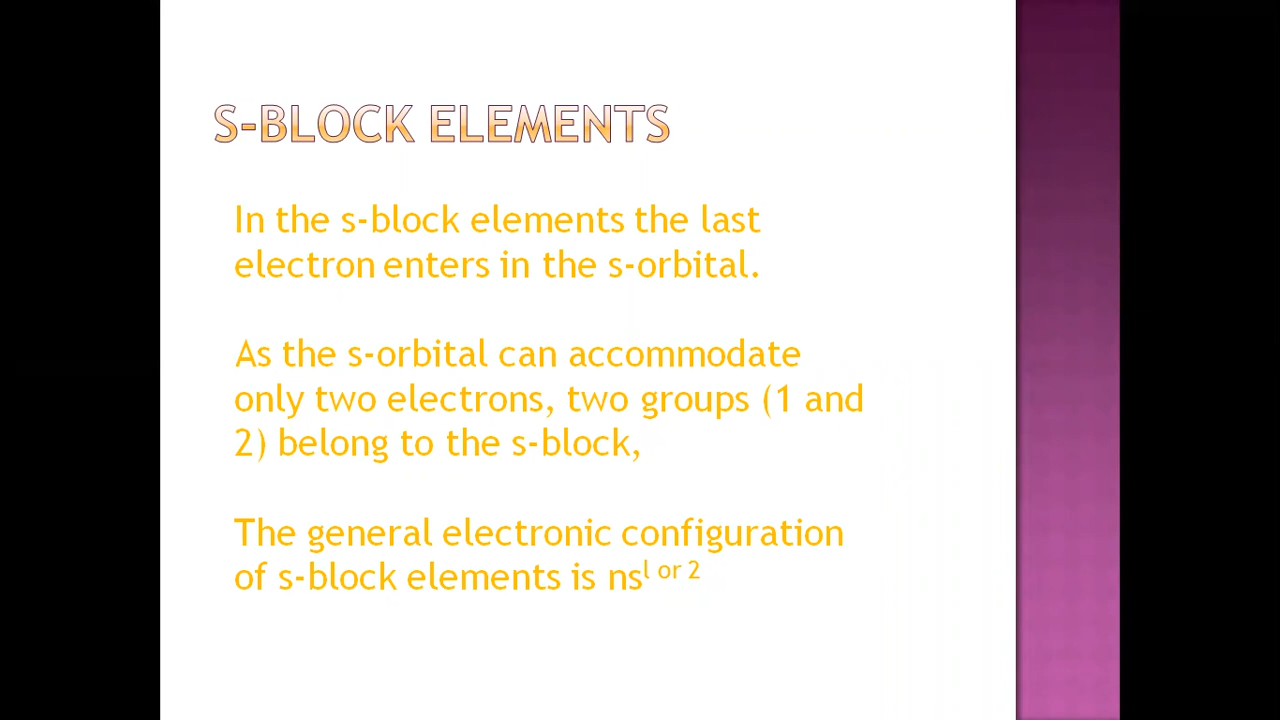 S-BLOCK ELEMENTS
In the s-block elements the last
electron enters in the s-orbital.
As the s-orbital can accommodate
only two electrons, two groups (1 and
2) belong to the s-block,
The general electronic configuration
of s-block elements is ns^l or 2